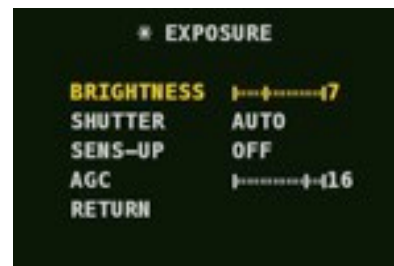 * EXPOSURE
BRIGHTNESS 7
SHUTTER AUTO
SENS-UP OFF
AGC 16
RETURN